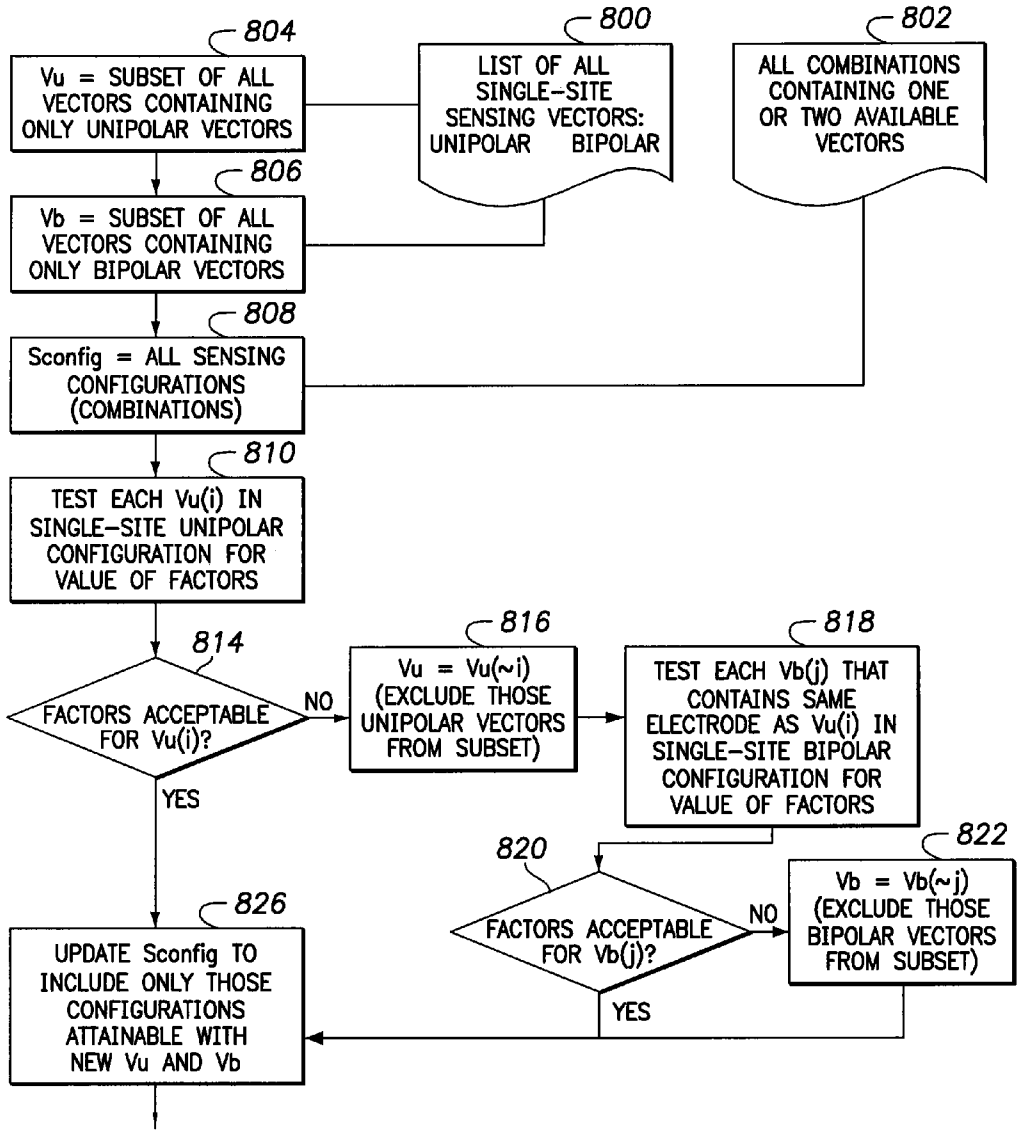 804
Vu = SUBSET OF ALL
VECTORS CONTAINING
ONLY UNIPOLAR VECTORS
800
LIST OF ALL
SINGLE-SITE
SENSING VECTORS:
UNIPOLAR BIPOLAR
802
ALL COMBINATIONS
CONTAINING ONE
OR TWO AVAILABLE
VECTORS
806
Vb = SUBSET OF ALL
VECTORS CONTAINING
ONLY BIPOLAR VECTORS
808
Sconfig = ALL SENSING
CONFIGURATIONS
(COMBINATIONS)
810
TEST EACH Vu(i) IN
SINGLE-SITE UNIPOLAR
CONFIGURATION FOR
VALUE OF FACTORS
814
FACTORS ACCEPTABLE
FOR Vu(i)?
NO
YES
816
Vu = Vu(~i)
(EXCLUDE THOSE
UNIPOLAR VECTORS
FROM SUBSET)
818
TEST EACH Vb(j) THAT
CONTAINS SAME
ELECTRODE AS Vu(i) IN
SINGLE-SITE BIPOLAR
CONFIGURATION FOR
VALUE OF FACTORS
820
FACTORS ACCEPTABLE
FOR Vb(j)?
NO
YES
822
Vb = Vb(~j)
(EXCLUDE THOSE
BIPOLAR VECTORS
FROM SUBSET)
826
UPDATE Sconfig TO
INCLUDE ONLY THOSE
CONFIGURATIONS
ATTAINABLE WITH
NEW Vu AND Vb